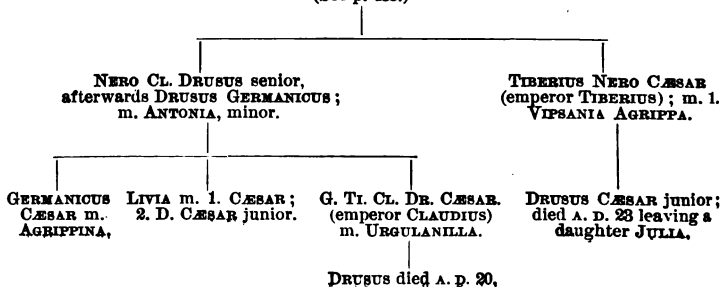 NERO CL. DRUSUS senior,
afterwards DRUSUS GERMANICUS;
m. ANTONIA, minor.
TIBERIUS NERO CÆSAR
(emperor TIBERIUS); m. 1.
VIPSANIA AGRIPPA.
GERMANICUS
CÆSAR m.
AGRIPPINA,
LIVIA m. 1. CÆSAR;
2. D. CÆSAR junior.
G. TI. CL. DR. CÆSAR.
(emperor CLAUDIUS)
m. URGULANILLA.
DRUSUS CÆSAR junior;
died A. D. 23 leaving a
daughter JULIA,
DRUSUS died A. D. 20,